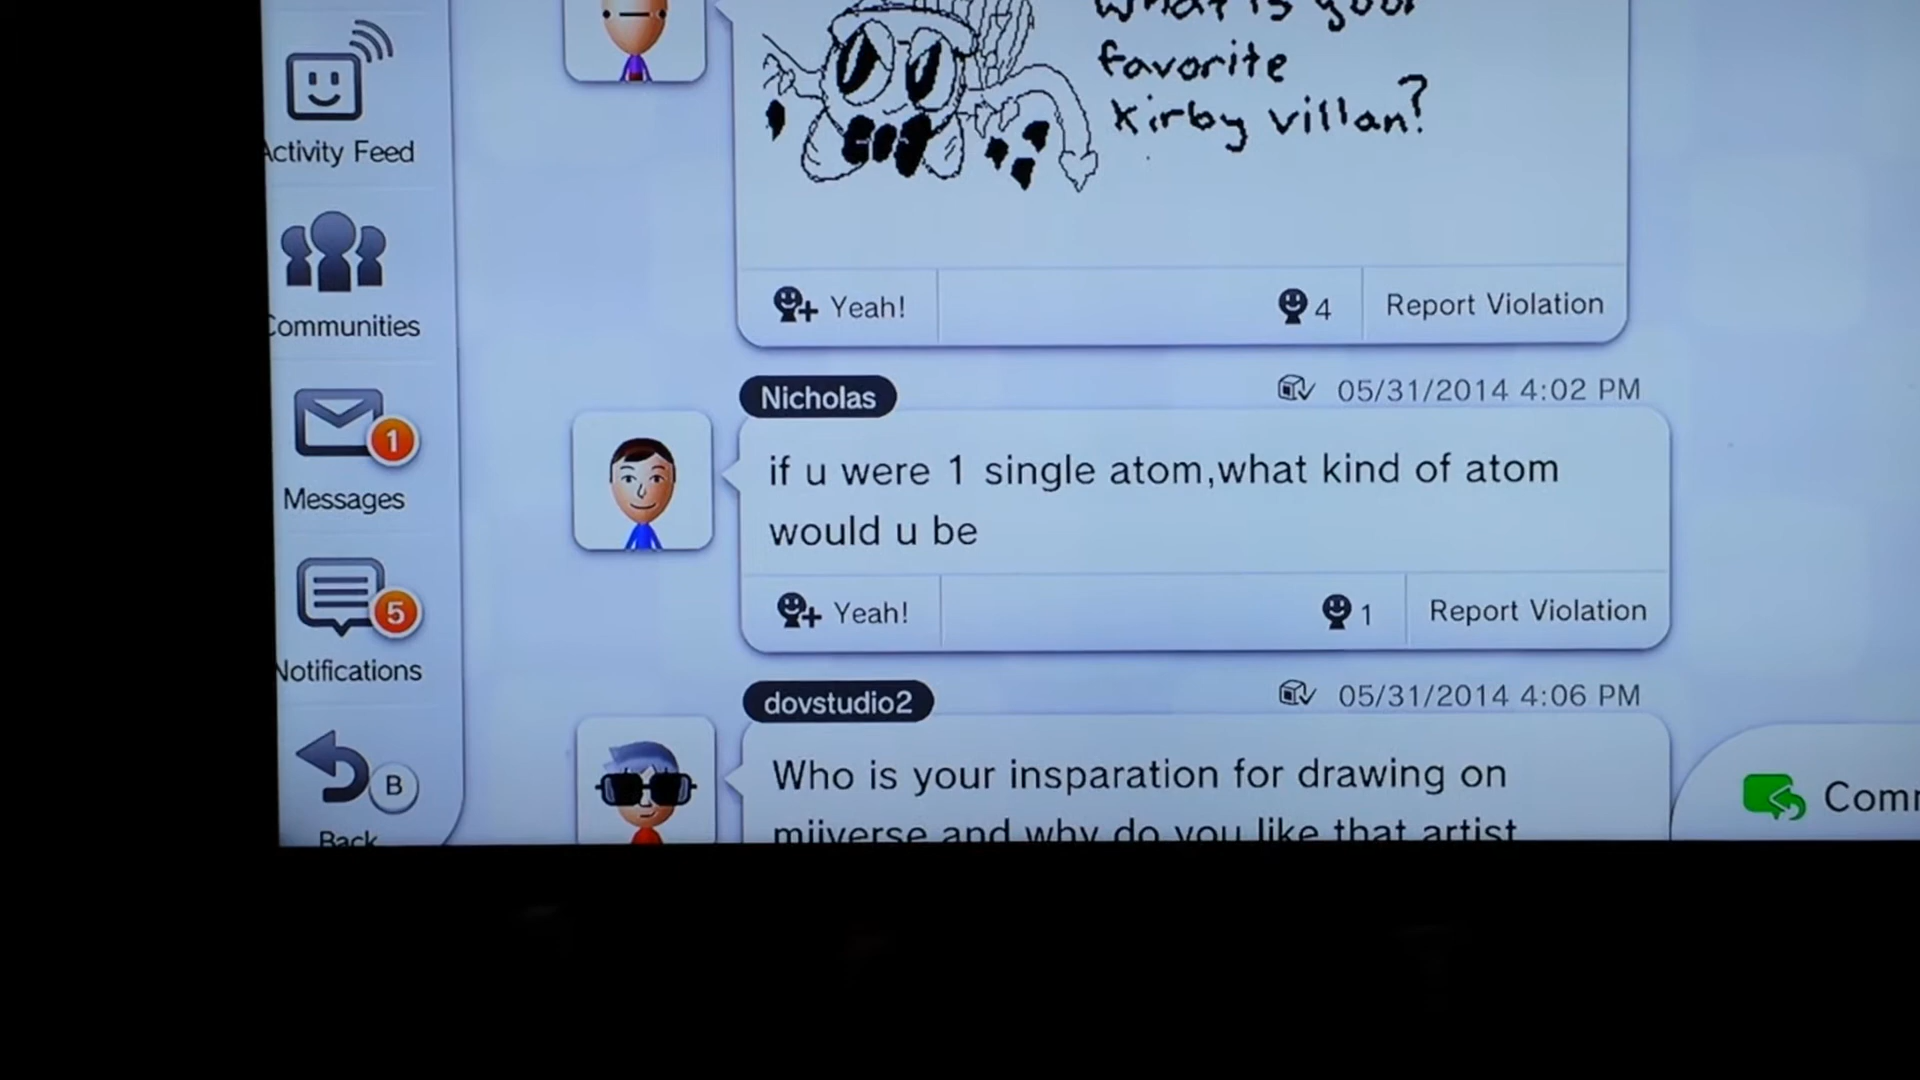 What is your
favorite
Kirby villan?
Activity Feed
Yeah!
4
Report Violation
Communities
Nicholas
05/31/2014 4:02 PM
1
if u were 1 single atom,what kind of atom
would u be
Messages
Yeah!
1
Report Violation
5
Notifications
dovstudio2
05/31/2014 4:06 PM
Who is your insparation for drawing on
miiverse and why do you like that artist
B
Back